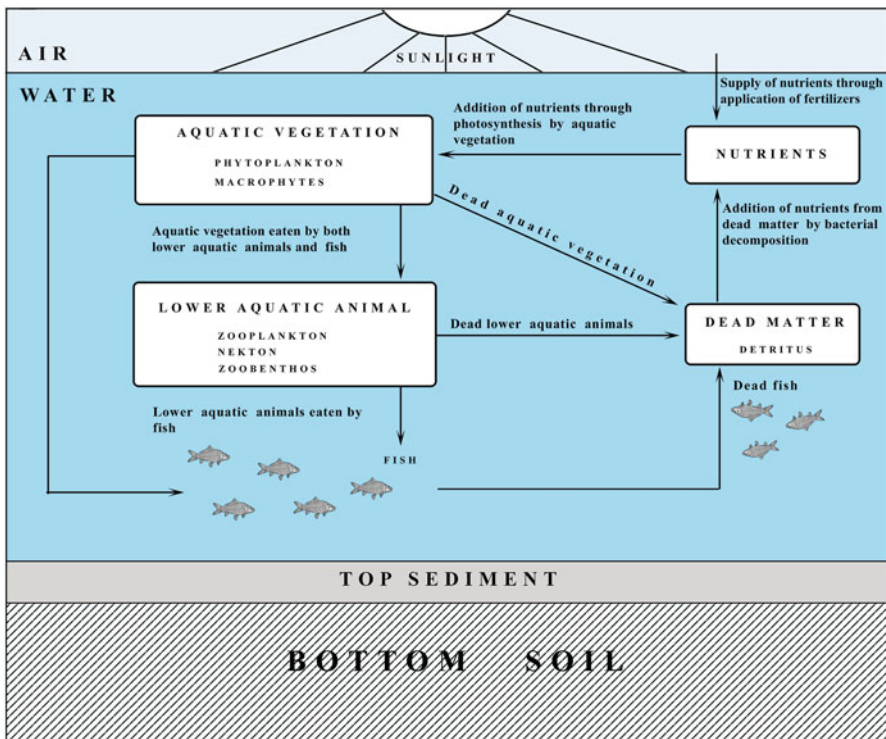 AIR
SUNLIGHT
WATER
Supply of nutrients through
application of fertilizers
Addition of nutrients through
photosynthesis by aquatic
vegetation
AQUATIC VEGETATION
PHYTOPLANKTON
MACROPHYTES
NUTRIENTS
Dead aquatic vegetation
Addition of nutrients from
dead matter by bacterial
decomposition
Aquatic vegetation eaten by both
lower aquatic animals and fish
LOWER AQUATIC ANIMAL
ZOOPLANKTON
NEKTON
ZOOBENTHOS
Dead lower aquatic animals
DEAD MATTER
DETRITUS
Dead fish
Lower aquatic animals eaten by
fish
FISH
TOP SEDIMENT
BOTTOM SOIL